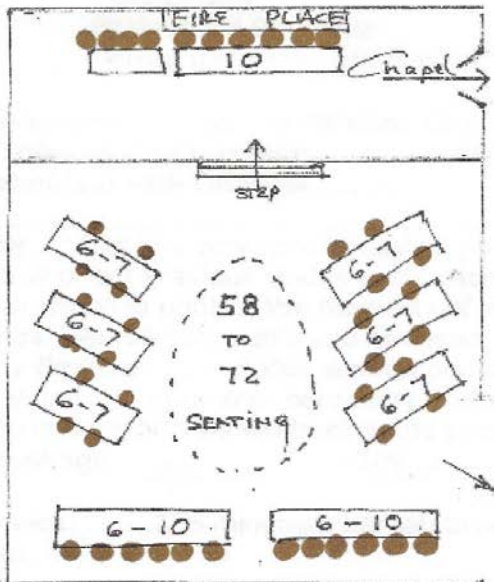 FIRE PLACE
10
Chapel
STEP
6-7
6-7
6-7
6-7
6-7
6-7
58
TO
72
SEATING
6-10
6-10